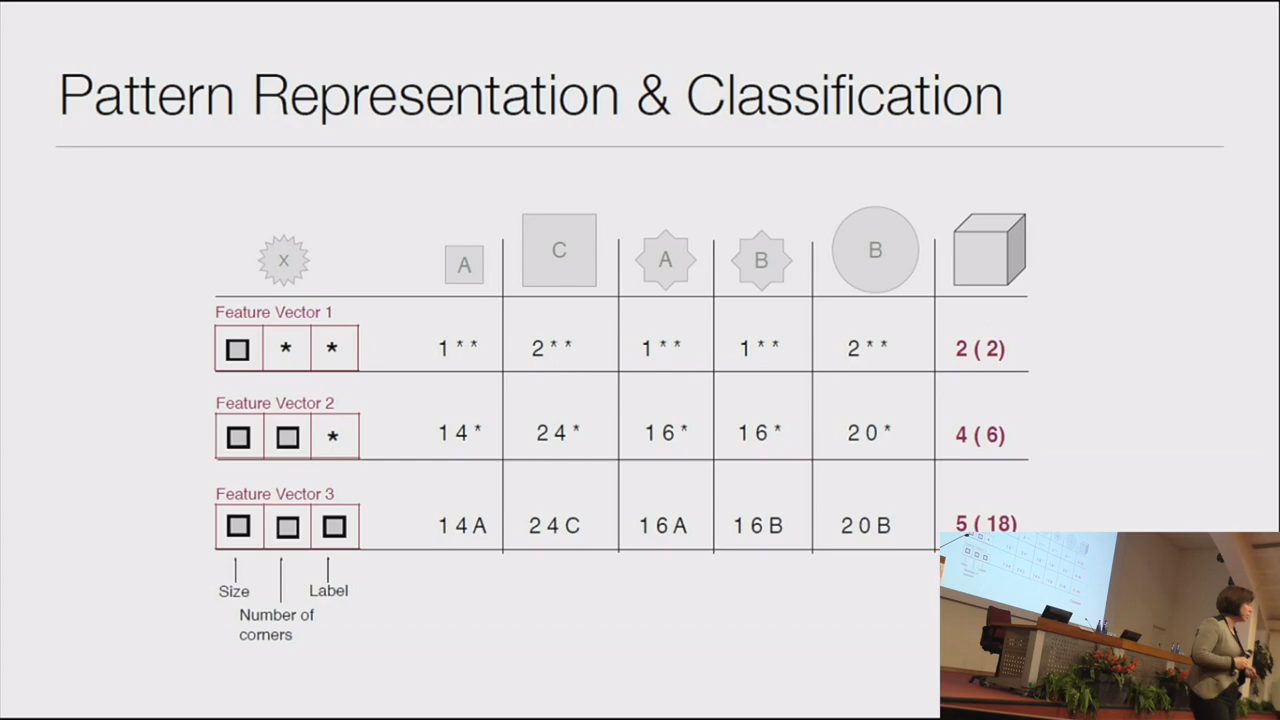 Pattern Representation & Classification
x A C A B B
Feature Vector 1
* * 1 * * 2 * * 1 * * 1 * * 2 * * 2 ( 2)
Feature Vector 2
* 1 4 * 2 4 * 1 6 * 1 6 * 2 0 * 4 ( 6)
Feature Vector 3
1 4 A 2 4 C 1 6 A 1 6 B 2 0 B 5 ( 18)
Size Label
Number of
corners